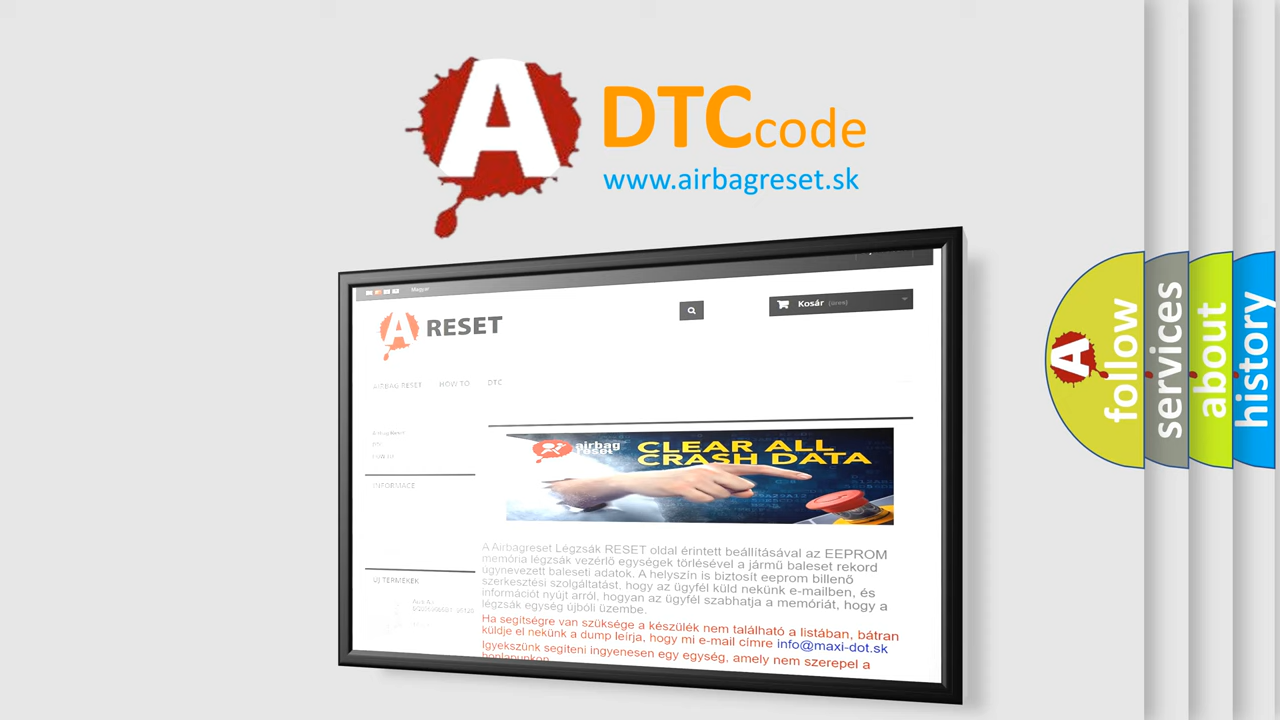 A
DTCcode
www.airbagreset.sk
Magyar
A RESET
Kosár (üres)
AIRBAG RESET HOW TO DTC
INFORMACE
ÚJ TERMÉKEK
airbag
reset
CLEAR ALL
CRASH DATA
A Airbagreset Légzsák RESET oldal érintett beállításával az EEPROM
memória légzsák vezérlő egységek törlésével a jármű baleset rekord
úgynevezett baleseti adatok. A helyszín is biztosít eeprom billenő
szerkesztési szolgáltatást, hogy az ügyfél küld nekünk e-mailben, és
információt nyújt arról, hogyan az ügyfél szabhatja a memóriát, hogy a
légzsák egység újbóli üzembe.
Ha segítségre van szüksége a készülék nem található a listában, bátran
küldje el nekünk a dump leírja, hogy mi e-mail címre info@maxi-dot.sk
Igyekszünk segíteni ingyenesen egy egység, amely nem szerepel a
honlapunkon
A
follow
services
about
history